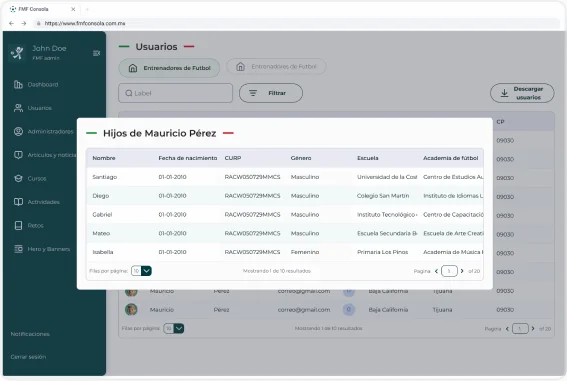 FMF Consola
https://www.fmfconsola.com.mx
John Doe
FMF admin
Dashboard
Usuarios
Administradores
Artículos y noticia
Cursos
Actividades
Retos
Hero y Banners
Notificaciones
Cerrar sesión
Usuarios
Entrenadores de Futbol
Entrenadores de Futbol
Label
Filtrar
Descargar usuarios
CP
09030
09030
09030
09030
09030
09030
09030
09030
Hijos de Mauricio Pérez
Nombre Fecha de nacimiento CURP Género Escuela Academia de fútbol
Santiago 01-01-2010 RACW050729MMCS Masculino Universidad de la Cost Centro de Estudios Au
Diego 01-01-2010 RACW050729MMCS Masculino Colegio San Martín Instituto de Idiomas L
Gabriel 01-01-2010 RACW050729MMCS Masculino Instituto Tecnológico Centro de Capacitació
Mateo 01-01-2010 RACW050729MMCS Masculino Escuela Secundaria B Escuela de Arte Creati
Isabella 01-01-2010 RACW050729MMCS Femenino Primaria Los Pinos Academia de Música
Filas por página: 10 Mostrando 1 de 10 resultados Pagina 1 of 20
Mauricio Pérez correo@gmail.com Baja California Tijuana 09030
Mauricio Pérez correo@gmail.com 0 Baja California Tijuana 09030
Filas por página: 10 Mostrando 1 de 10 resultados Pagina 1 of 20